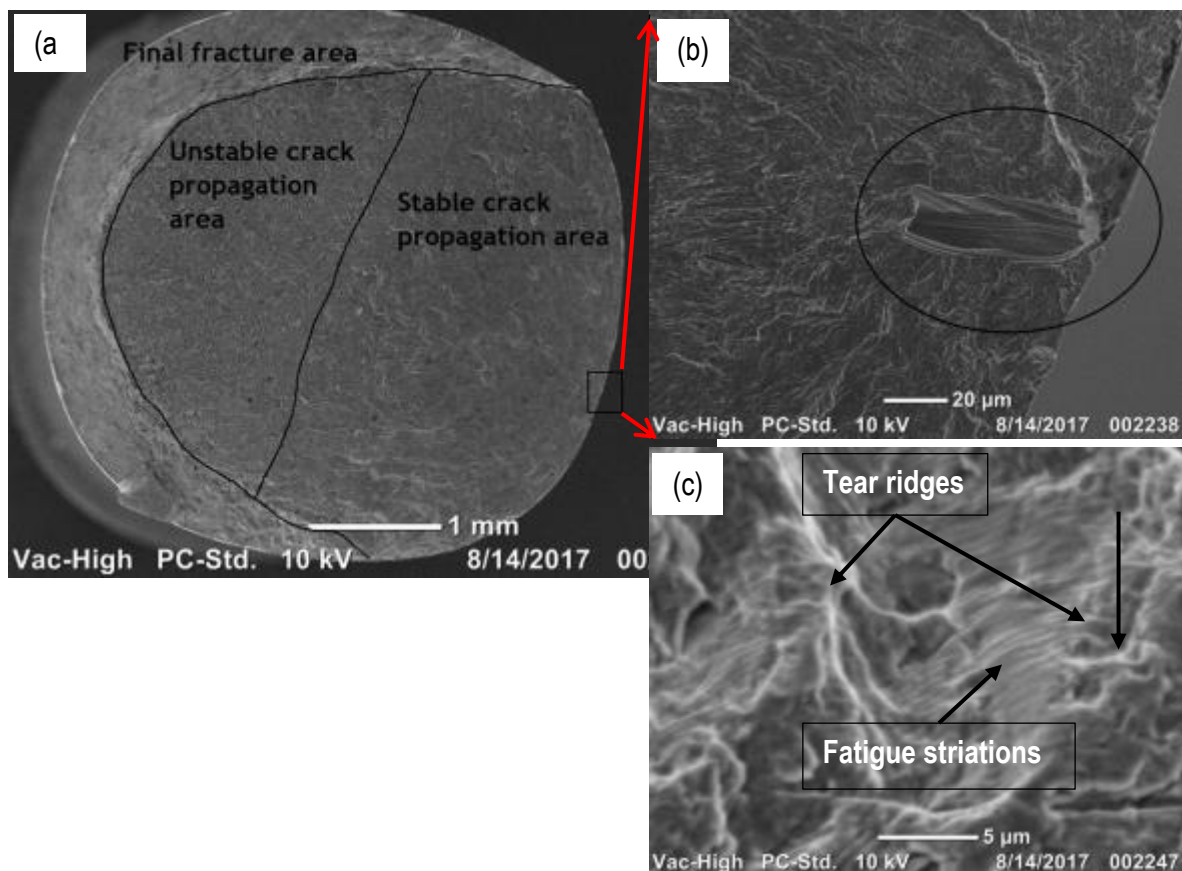 (a
Final fracture area
Unstable crack
propagation
area
Stable crack
propagation area
1 mm
Vac-High PC-Std. 10 kV 8/14/2017 00
(b)
20 µm
Vac-High PC-Std. 10 kV 8/14/2017 002238
(c)
Tear ridges
Fatigue striations
5 µm
Vac-High PC-Std. 10 kV 8/14/2017 002247